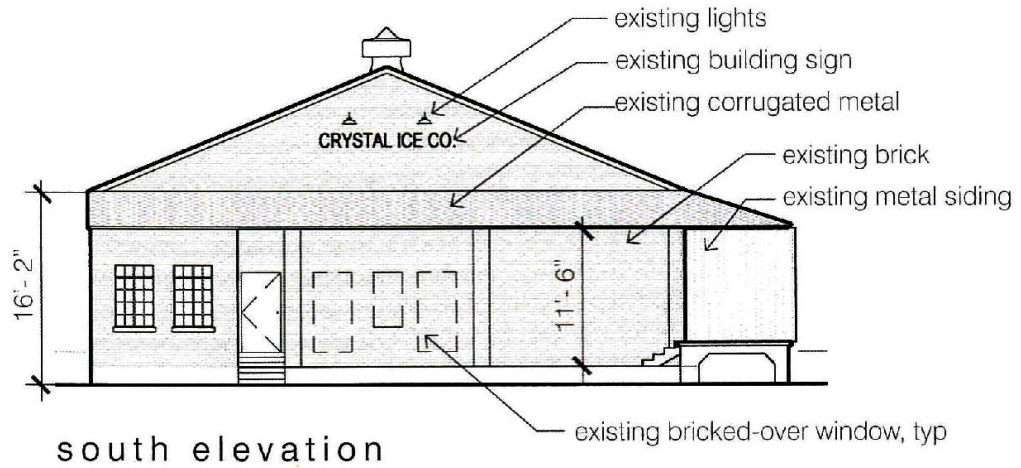 existing lights
existing building sign
existing corrugated metal
CRYSTAL ICE CO.
existing brick
existing metal siding
16'- 2"
11'- 6"
existing bricked-over window, typ
south elevation